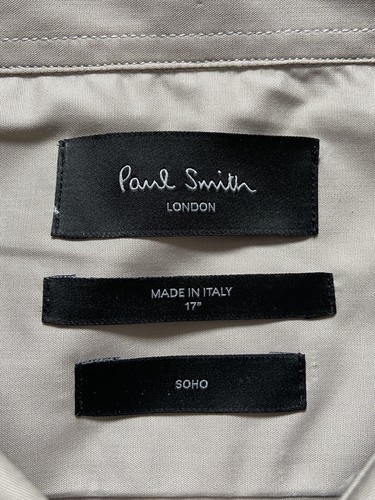 Paul Smith
LONDON
MADE IN ITALY
17"
SOHO